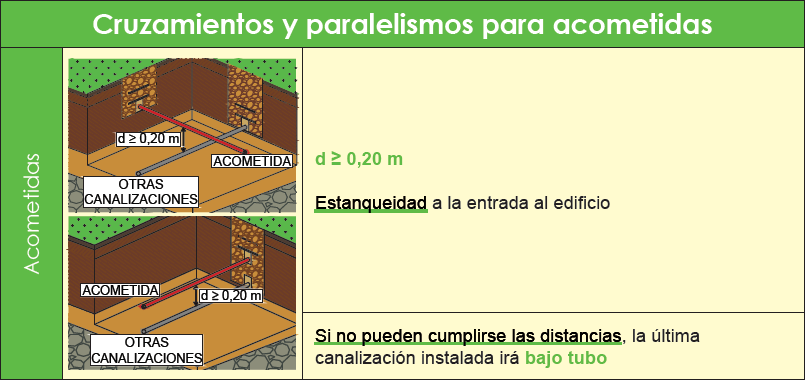 Cruzamientos y paralelismos para acometidas
Acometidas
d ≥ 0,20 m
ACOMETIDA
OTRAS
CANALIZACIONES
ACOMETIDA
d ≥ 0,20 m
OTRAS
CANALIZACIONES
d ≥ 0,20 m
Estanqueidad a la entrada al edificio
Si no pueden cumplirse las distancias, la última
canalización instalada irá bajo tubo